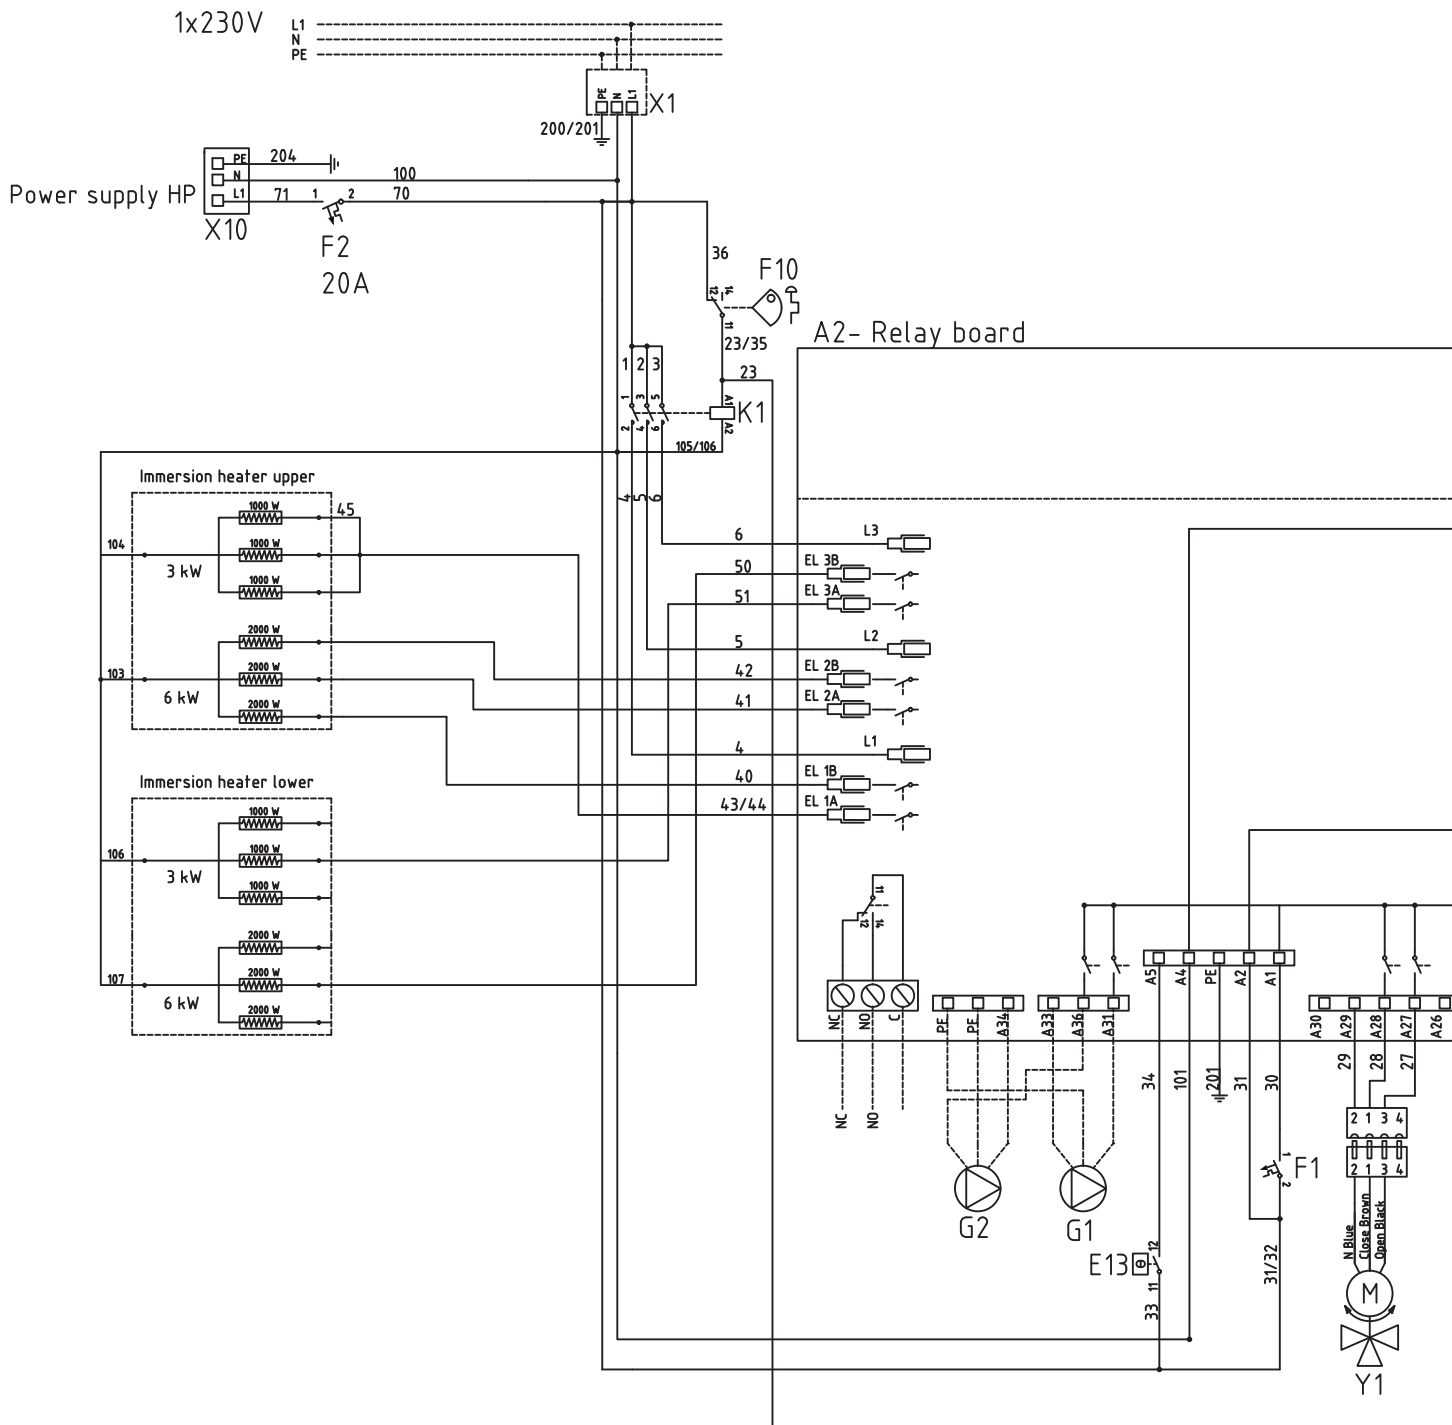 1x230V
L1
N
PE
PE
N
L1
X1
200/201
PE
N
L1
204
100
71
1
2
70
Power supply HP
X10
F2
20A
36
F10
12
14
11
23/35
23
A2- Relay board
1
2
3
1
3
5
2
4
6
A1
A2
K1
105/106
4
5
6
Immersion heater upper
1000 W
45
104
1000 W
3 kW
1000 W
2000 W
103
2000 W
6 kW
2000 W
6
L3
50
EL 3B
51
EL 3A
5
L2
42
EL 2B
41
EL 2A
4
L1
40
EL 1B
43/44
EL 1A
Immersion heater lower
1000 W
106
1000 W
3 kW
1000 W
2000 W
107
2000 W
6 kW
2000 W
11
12
14
NC
NO
C
PE
PE
A34
A33
A36
A31
A5
A4
PE
A2
A1
A30
A29
A28
A27
A26
34
101
201
31
30
29
28
27
NC
NO
2 1 3 4
2 1 3 4
1
F1
2
G2
G1
E13
12
11
33
31/32
N Blue
Close Brown
Open Black
M
Y1